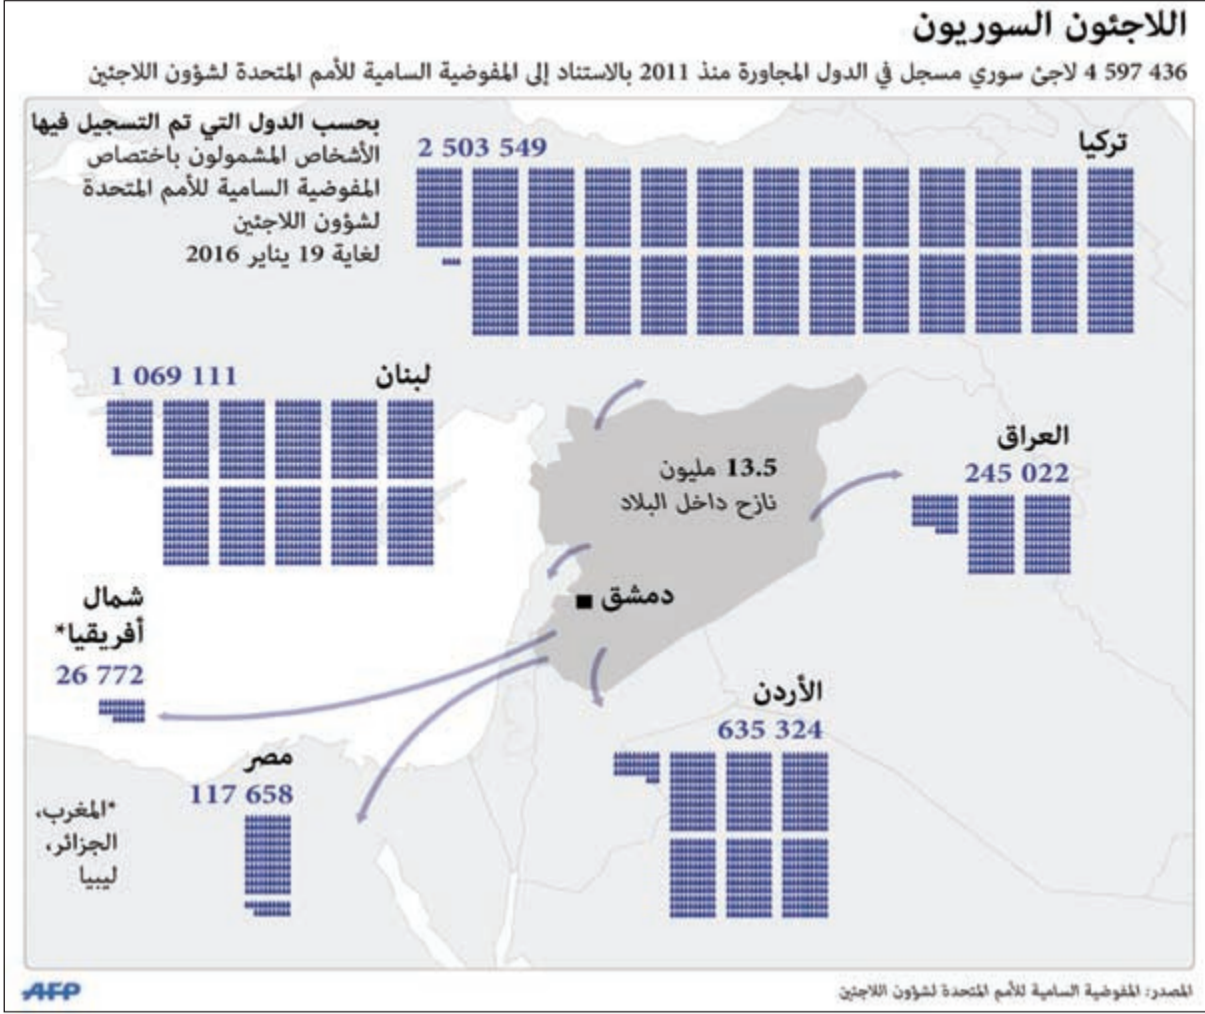 اللاجئون السوريون
436 597 4 لاجئ سوري مسجل في الدول المجاورة منذ 2011 بالاستناد إلى المفوضية السامية للأمم المتحدة لشؤون اللاجئين
بحسب الدول التي تم التسجيل فيها
الأشخاص المشمولون باختصاص
المفوضية السامية للأمم المتحدة
لشؤون اللاجئين
لغاية 19 يناير 2016
تركيا
2 503 549
لبنان
1 069 111
العراق
245 022
13.5 مليون
نازح داخل البلاد
دمشق
شمال
أفريقيا*
26 772
الأردن
635 324
مصر
117 658
*المغرب،
الجزائر،
ليبيا
المصدر: المفوضية السامية للأمم المتحدة لشؤون اللاجئين
AFP